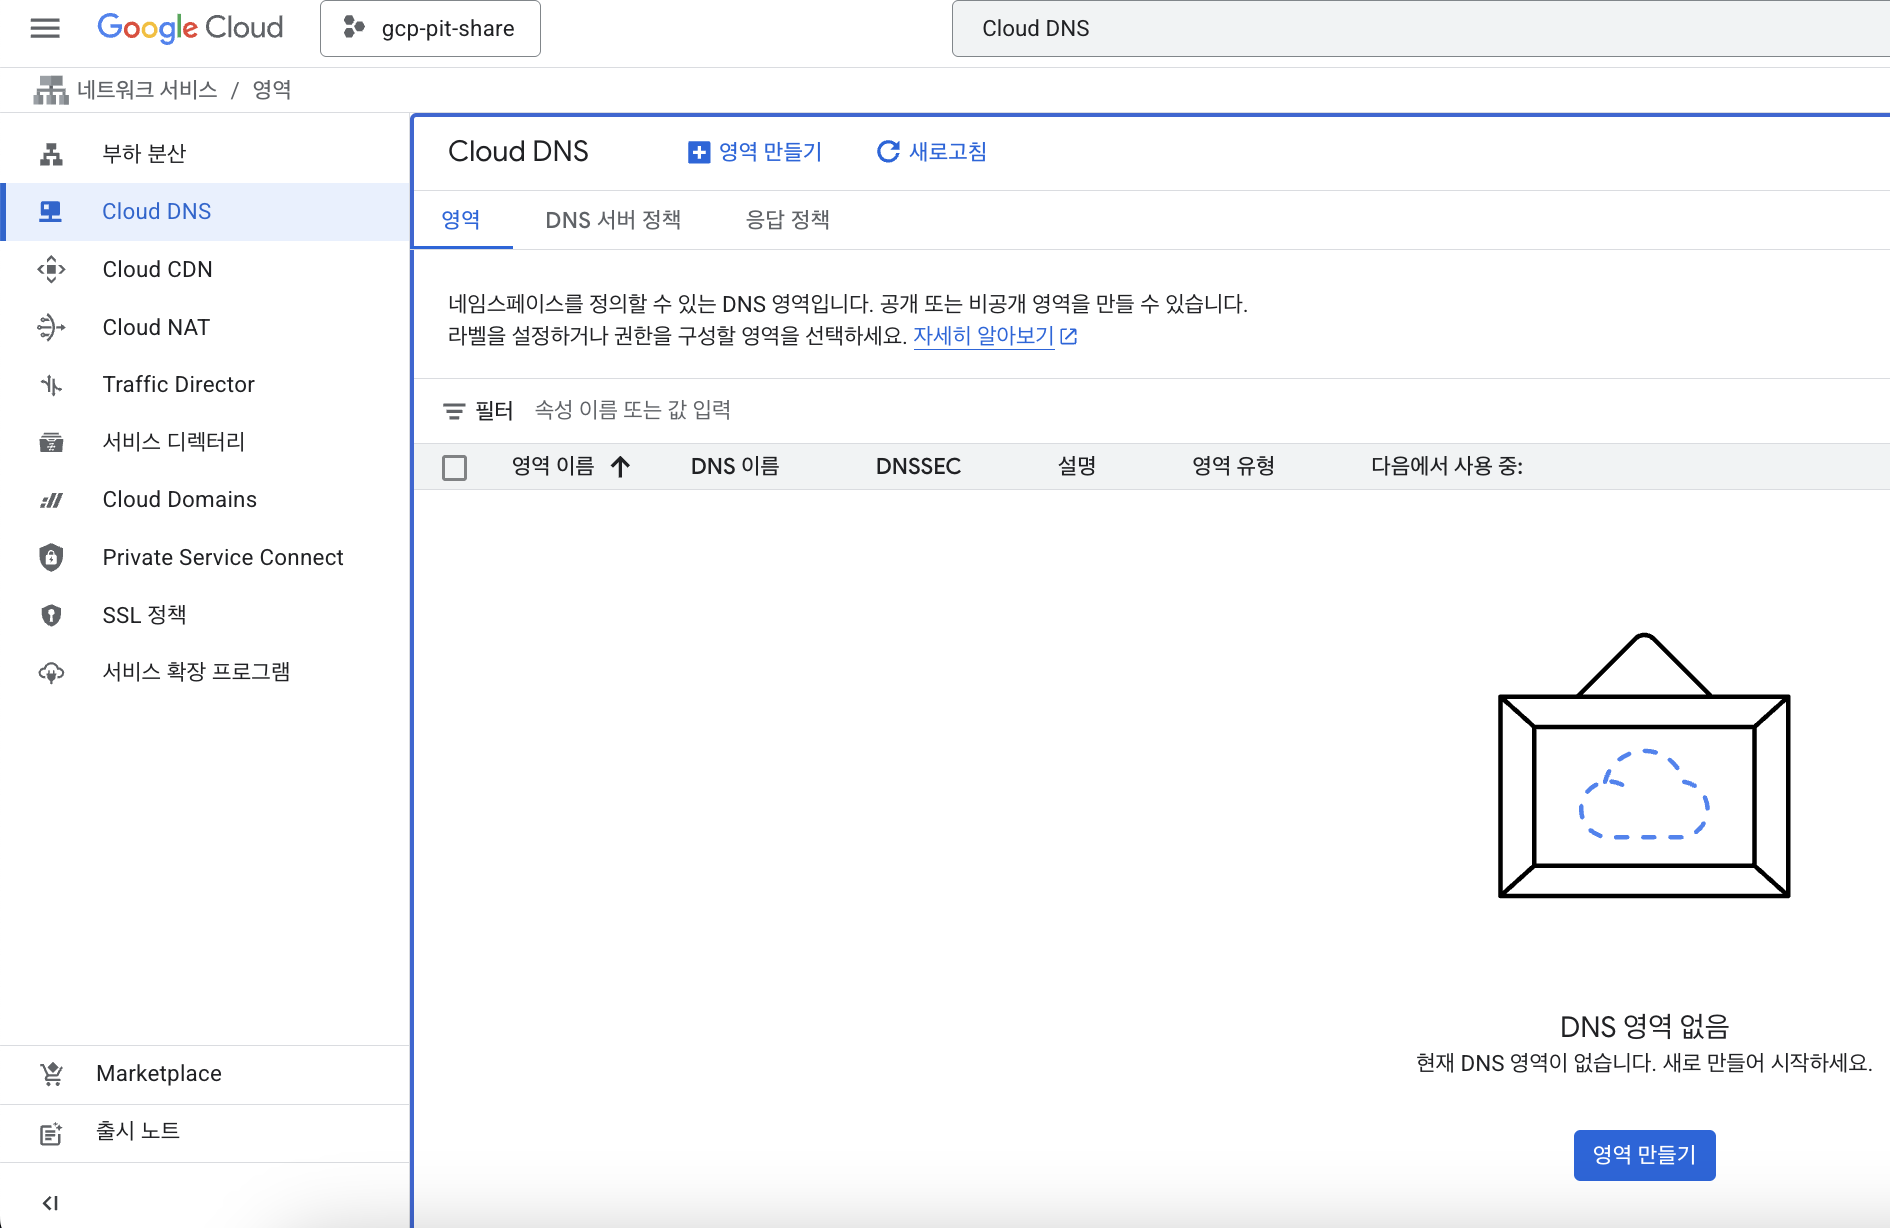 Google Cloud
gcp-pit-share
Cloud DNS
네트워크 서비스 / 영역
부하 분산
Cloud DNS
Cloud CDN
Cloud NAT
Traffic Director
서비스 디렉터리
Cloud Domains
Private Service Connect
SSL 정책
서비스 확장 프로그램
Marketplace
출시 노트
Cloud DNS
영역 만들기
새로고침
영역
DNS 서버 정책
응답 정책
네임스페이스를 정의할 수 있는 DNS 영역입니다. 공개 또는 비공개 영역을 만들 수 있습니다.
라벨을 설정하거나 권한을 구성할 영역을 선택하세요. 자세히 알아보기
필터 속성 이름 또는 값 입력
영역 이름 DNS 이름 DNSSEC 설명 영역 유형 다음에서 사용 중:
DNS 영역 없음
현재 DNS 영역이 없습니다. 새로 만들어 시작하세요.
영역 만들기